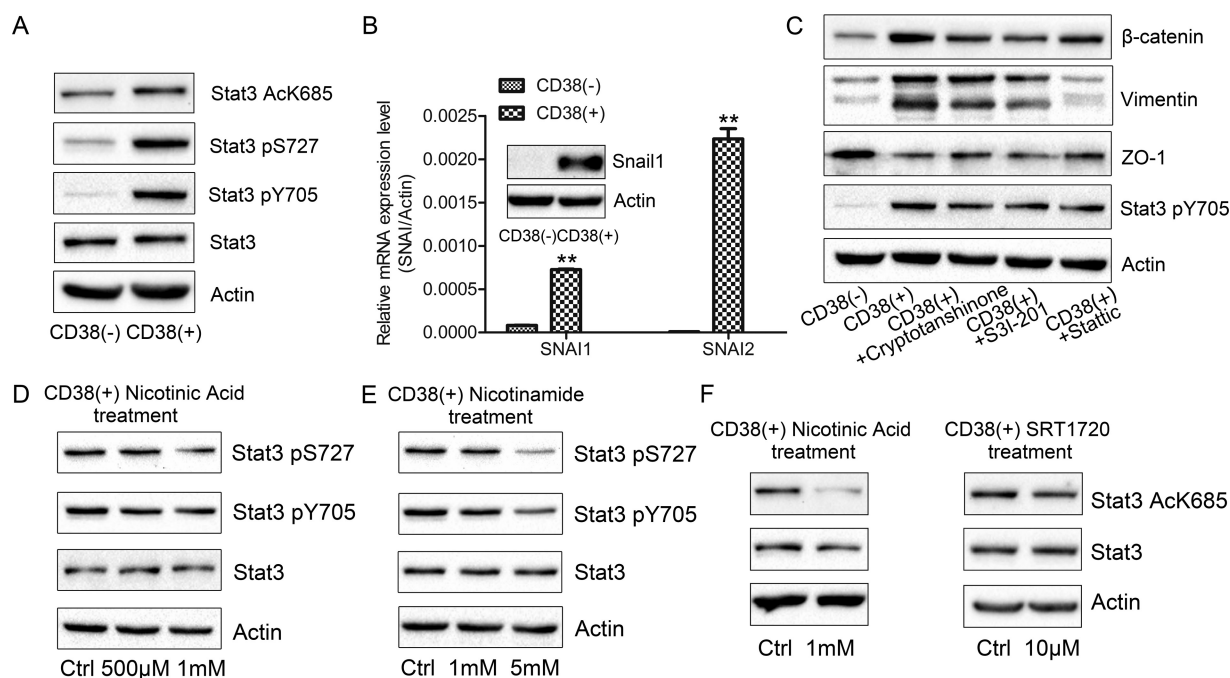 A
Stat3 AcK685
Stat3 pS727
Stat3 pY705
Stat3
Actin
CD38(-) CD38(+)
B
Relative mRNA expression level
(SNAI/Actin)
CD38(-)
CD38(+)
0.0025
0.0020
0.0015
0.0010
0.0005
0.0000
**
**
Snail1
Actin
CD38(-)CD38(+)
SNAI1
SNAI2
C
β-catenin
Vimentin
ZO-1
Stat3 pY705
Actin
CD38(-)
CD38(+)
CD38(+)
+Cryptotanshinone
CD38(+)
+S3I-201
CD38(+)
+Stattic
D
CD38(+) Nicotinic Acid
treatment
Stat3 pS727
Stat3 pY705
Stat3
Actin
Ctrl 500µM 1mM
E
CD38(+) Nicotinamide
treatment
Stat3 pS727
Stat3 pY705
Stat3
Actin
Ctrl 1mM 5mM
F
CD38(+) Nicotinic Acid
treatment
Ctrl 1mM
CD38(+) SRT1720
treatment
Stat3 AcK685
Stat3
Actin
Ctrl 10µM